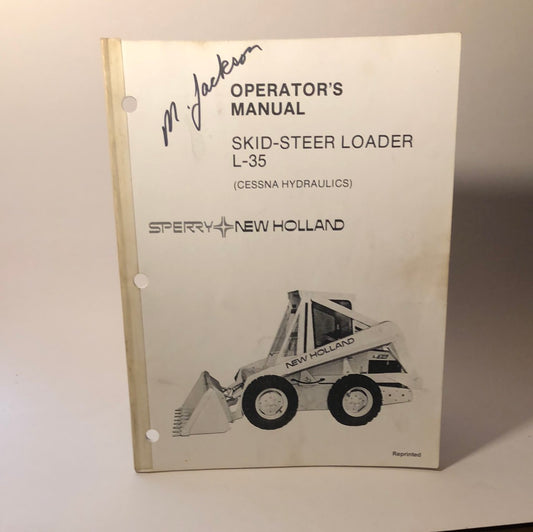 M. Jackson
OPERATOR'S
MANUAL
SKID-STEER LOADER
L-35
(CESSNA HYDRAULICS)
SPERRY NEW HOLLAND
NEW HOLLAND
Reprinted